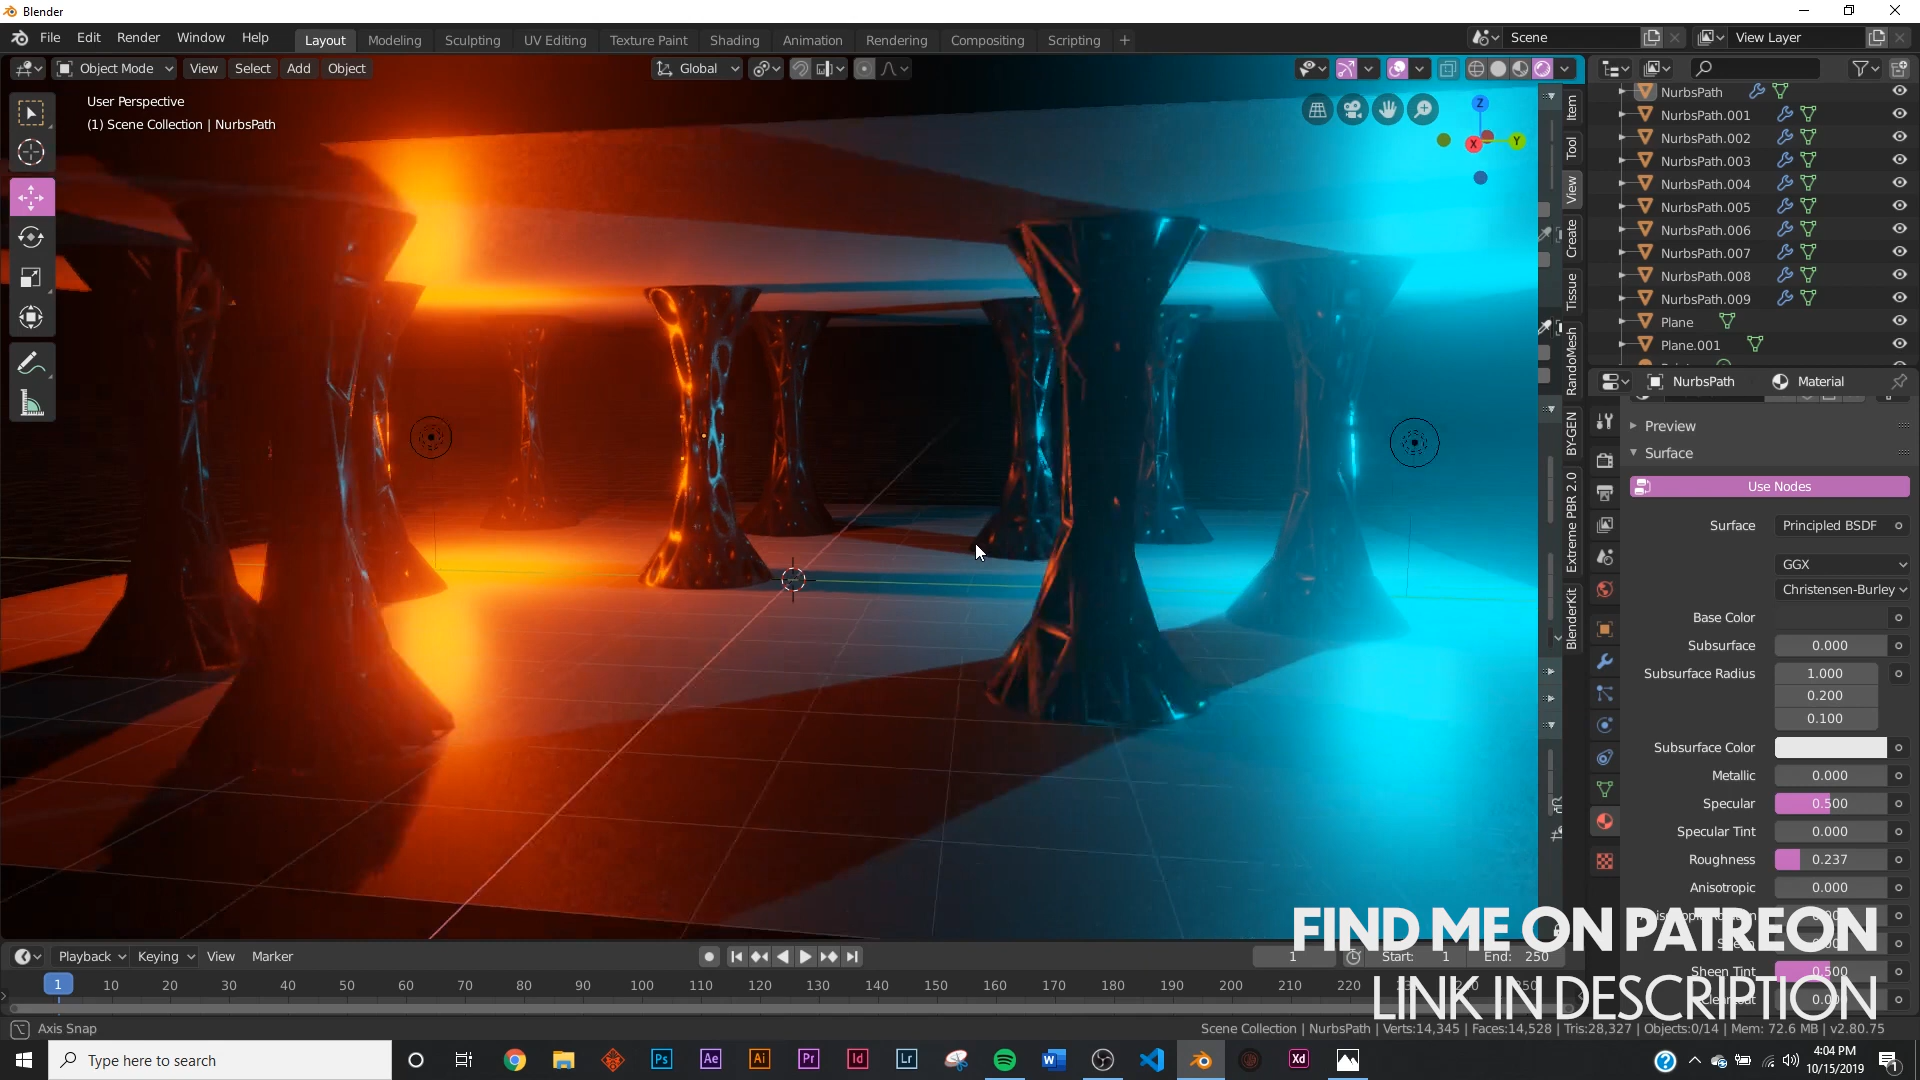 Blender
File Edit Render Window Help Layout Modeling Sculpting UV Editing Texture Paint Shading Animation Rendering Compositing Scripting + Scene View Layer
Object Mode View Select Add Object Global
User Perspective
(1) Scene Collection | NurbsPath
Z
X
Y
Item
Tool
View
Create
Tissue
RandoMesh
BY-GEN
Extreme PBR 2.0
BlenderKit
NurbsPath
NurbsPath.001
NurbsPath.002
NurbsPath.003
NurbsPath.004
NurbsPath.005
NurbsPath.006
NurbsPath.007
NurbsPath.008
NurbsPath.009
Plane
Plane.001
NurbsPath Material
Preview
Surface
Use Nodes
Surface Principled BSDF
GGX
Christensen-Burley
Base Color
Subsurface 0.000
Subsurface Radius 1.000
0.200
0.100
Subsurface Color
Metallic 0.000
Specular 0.500
Specular Tint 0.000
Roughness 0.237
Anisotropic 0.000
FIND ME ON PATREON
Sheen Tint 0.500
LINK IN DESCRIPTION
Playback Keying View Marker 1 Start: 1 End: 250
1 10 20 30 40 50 60 70 80 90 100 110 120 130 140 150 160 170 180 190 200 210 220
Axis Snap
Scene Collection | NurbsPath | Verts:14,345 | Faces:14,528 | Tris:28,327 | Objects:0/14 | Mem: 72.6 MB | v2.80.75
Type here to search
Ps Ae Ai Pr Id Lr W Xd
4:04 PM
10/15/2019
1